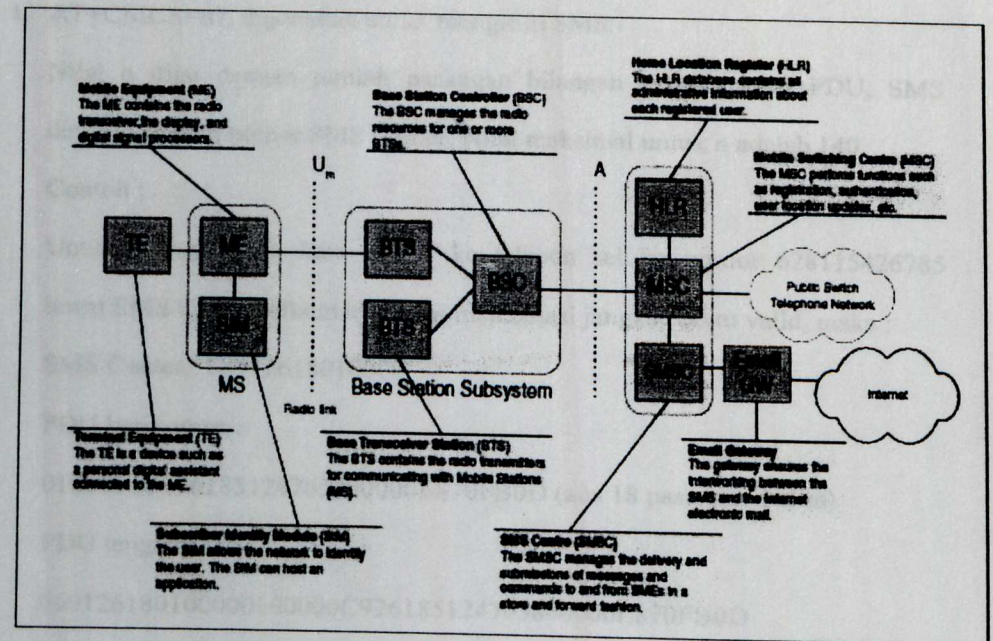 Home Location Register (HLR)
The HLR database contains all
administrative information about
each registered user.
Mobile Equipment (ME)
The ME combines the radio
transceiver, the display, and
digital signal processors.
Base Station Controller (BSC)
The BSC manages the radio
resources for one or more
BTSs.
Mobile Switching Centre (MSC)
The MSC performs functions such
as registration, authentication,
user location updates, etc.
Um
A
TE
ME
SIM
MS
BTS
BTS
BSC
Base Station Subsystem
Radio link
HLR
MSC
SMSC
Email
GW
Public Switch
Telephone Network
Internet
Terminal Equipment (TE)
The TE is a device such as
a personal digital assistant
connected to the ME.
Base Transceiver Station (BTS)
The BTS contains the radio transmitters
for communicating with Mobile Stations
(MS).
Email Gateway
The gateway ensures the
interworking between the
SMS and the Internet
electronic mail.
Subscriber Identity Module (SIM)
The SIM allows the network to identify
the user. The SIM can host an
application.
SMS Centre (SMSC)
The SMSC manages the delivery and
submissions of messages and
commands to and from SMEs in a
store and forward fashion.